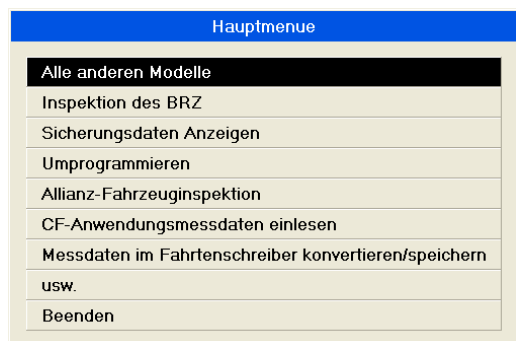 Hauptmenue
Alle anderen Modelle
Inspektion des BRZ
Sicherungsdaten Anzeigen
Umprogrammieren
Allianz-Fahrzeuginspektion
CF-Anwendungsmessdaten einlesen
Messdaten im Fahrtenschreiber konvertieren/speichern
usw.
Beenden